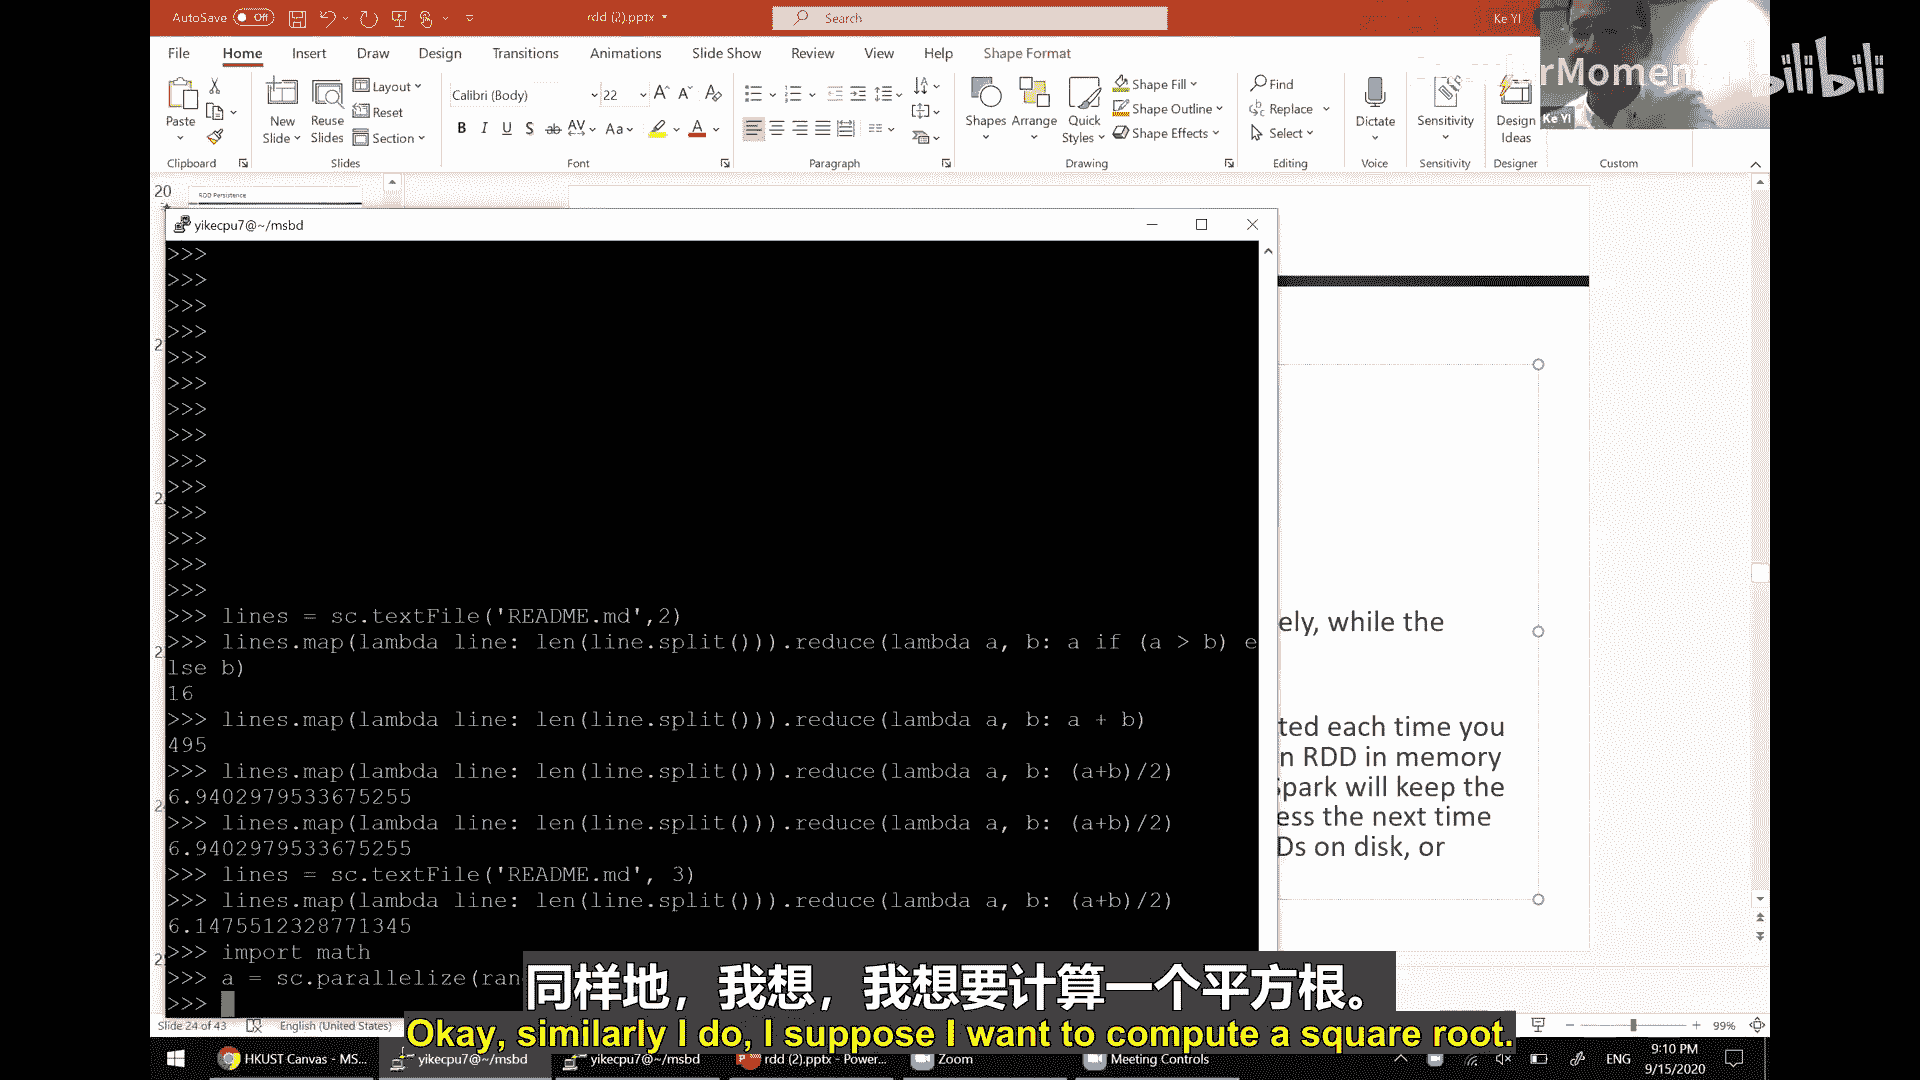 AutoSave Off
rdd (2).pptx
Search
Ke YI
bilibili
File Home Insert Draw Design Transitions Animations Slide Show Review View Help Shape Format
Paste
New Slide
Reuse Slides
Layout
Reset
Section
Calibri (Body) 22
Shapes Arrange Quick Styles
Shape Fill
Shape Outline
Shape Effects
Find
Replace
Select
Dictate
Sensitivity
Design Ideas
Ke YI
Clipboard Slides Font Paragraph Drawing Editing Voice Sensitivity Designer Custom
20
RDD Persistence
yikecpu7@~/msbd
>>>
>>>
>>>
>>>
>>>
>>>
>>>
>>>
>>>
>>>
>>>
>>>
>>>
>>>
>>> lines = sc.textFile('README.md',2)
>>> lines.map(lambda line: len(line.split())).reduce(lambda a, b: a if (a > b) e
lse b)
16
>>> lines.map(lambda line: len(line.split())).reduce(lambda a, b: a + b)
495
>>> lines.map(lambda line: len(line.split())).reduce(lambda a, b: (a+b)/2)
6.9402979533675255
>>> lines.map(lambda line: len(line.split())).reduce(lambda a, b: (a+b)/2)
6.9402979533675255
>>> lines = sc.textFile('README.md', 3)
>>> lines.map(lambda line: len(line.split())).reduce(lambda a, b: (a+b)/2)
6.1475512328771345
>>> import math
>>> a = sc.parallelize(ran
>>>
ely, while the
ted each time you
n RDD in memory
Spark will keep the
ess the next time
Ds on disk, or
同样地，我想，我想要计算一个平方根。
Okay, similarly I do, I suppose I want to compute a square root.
Slide 24 of 43 English (United States) 99%
HKUST Canvas - MS... yikecpu7@~/msbd yikecpu7@~/msbd rdd (2).pptx - Power... Zoom Meeting Controls ENG 9:10 PM
9/15/2020